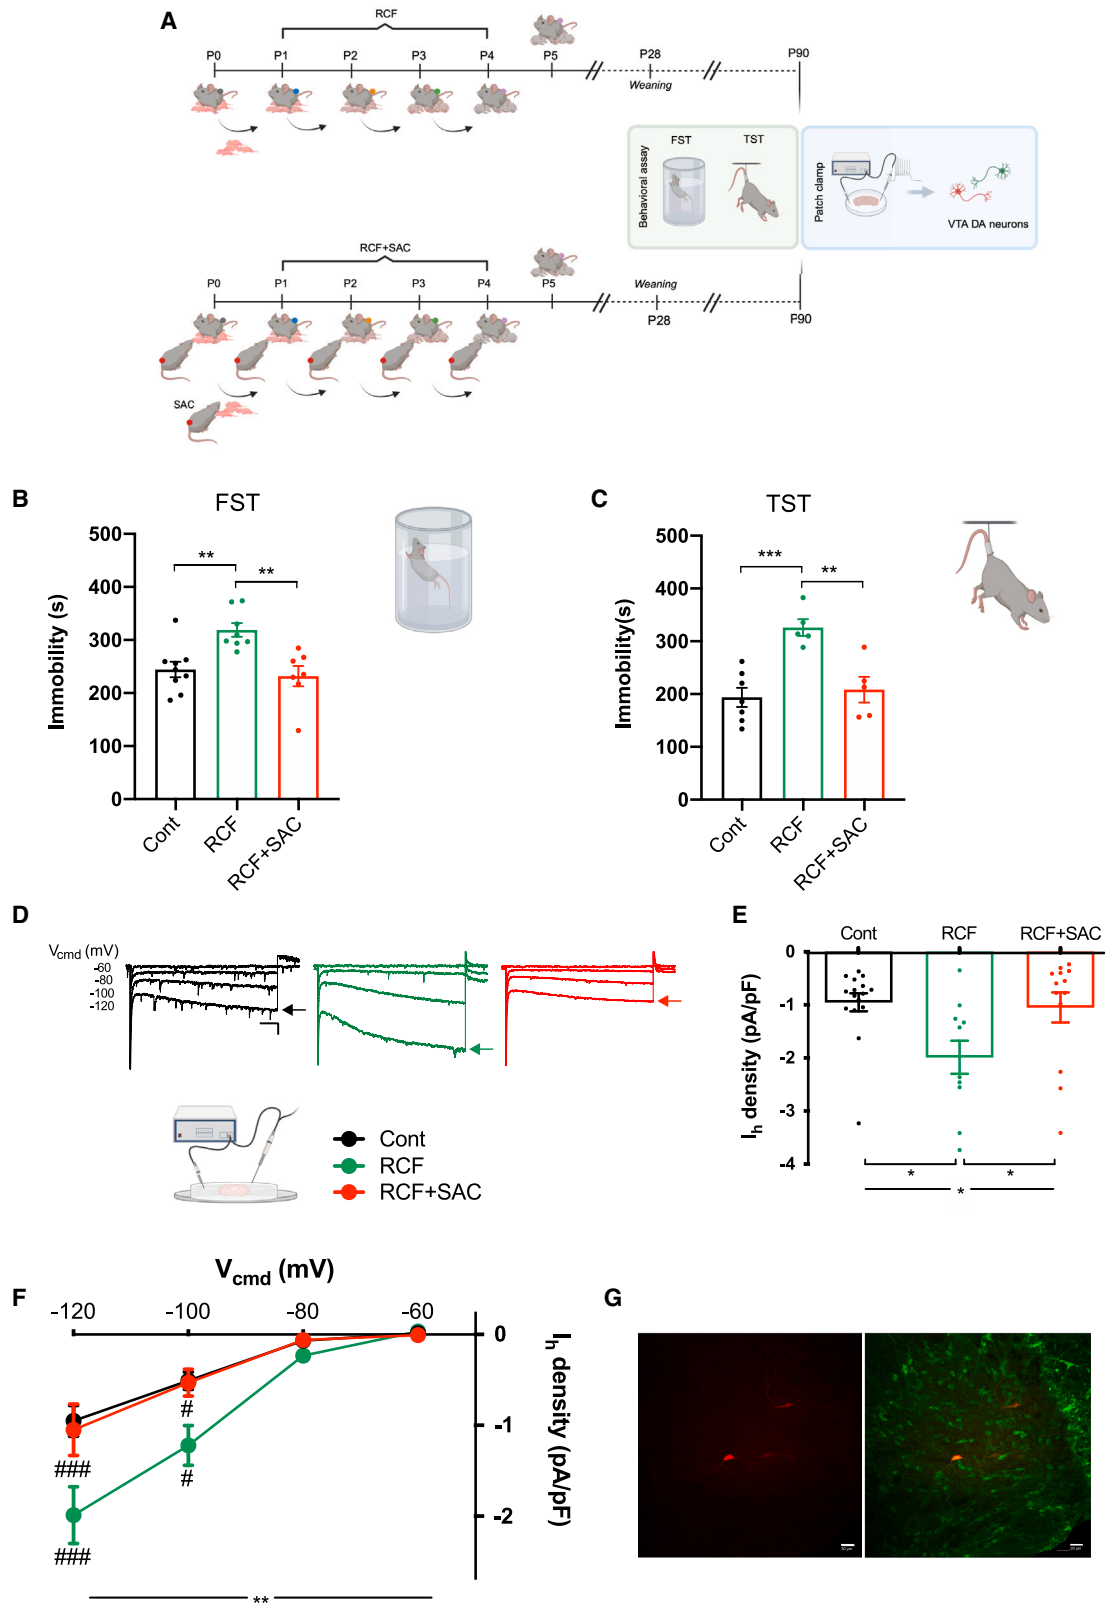 A
RCF
P0 P1 P2 P3 P4 P5 P28 P90
Weaning
Behavioral assay
FST TST
Patch clamp
VTA DA neurons
RCF+SAC
P0 P1 P2 P3 P4 P5 Weaning
P28 P90
SAC
B
FST
Immobility (s)
500
400
300
200
100
0
** **
Cont RCF RCF+SAC
C
TST
Immobility(s)
500
400
300
200
100
0
*** **
Cont RCF RCF+SAC
D
Vcmd (mV)
-60
-80
-100
-120
Cont
RCF
RCF+SAC
E
Cont RCF RCF+SAC
Ih density (pA/pF)
0
-1
-2
-3
-4
* *
*
F
Vcmd (mV)
-120 -100 -80 -60
0
-1
-2
Ih density (pA/pF)
#
###
#
###
**
G